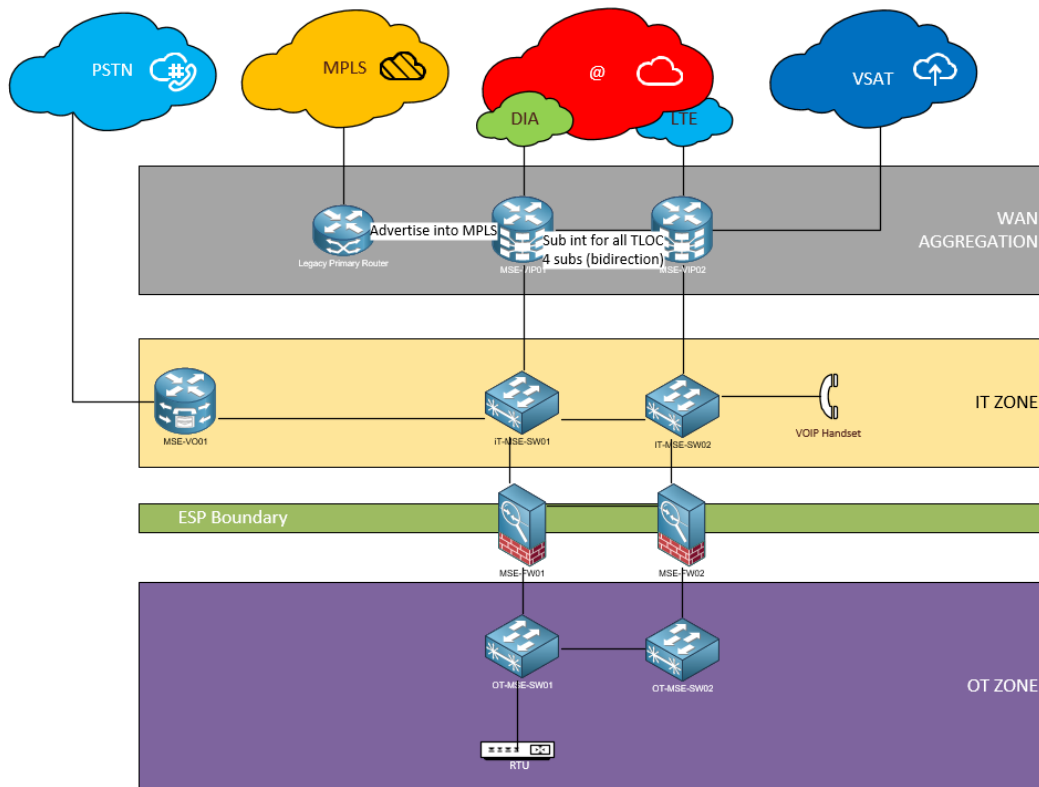 PSTN
#
MPLS
@
VSAT
DIA
LTE
WAN
AGGREGATION
Advertise into MPLS
Sub int for all TLOC
4 subs (bidirection)
Legacy Primary Router
MSE-VIP01
MSE-VIP02
IT ZONE
MSE-VO01
iT-MSE-SW01
IT-MSE-SW02
VOIP Handset
ESP Boundary
MSE-FW01
MSE-FW02
OT-MSE-SW01
OT-MSE-SW02
OT ZONE
RTU